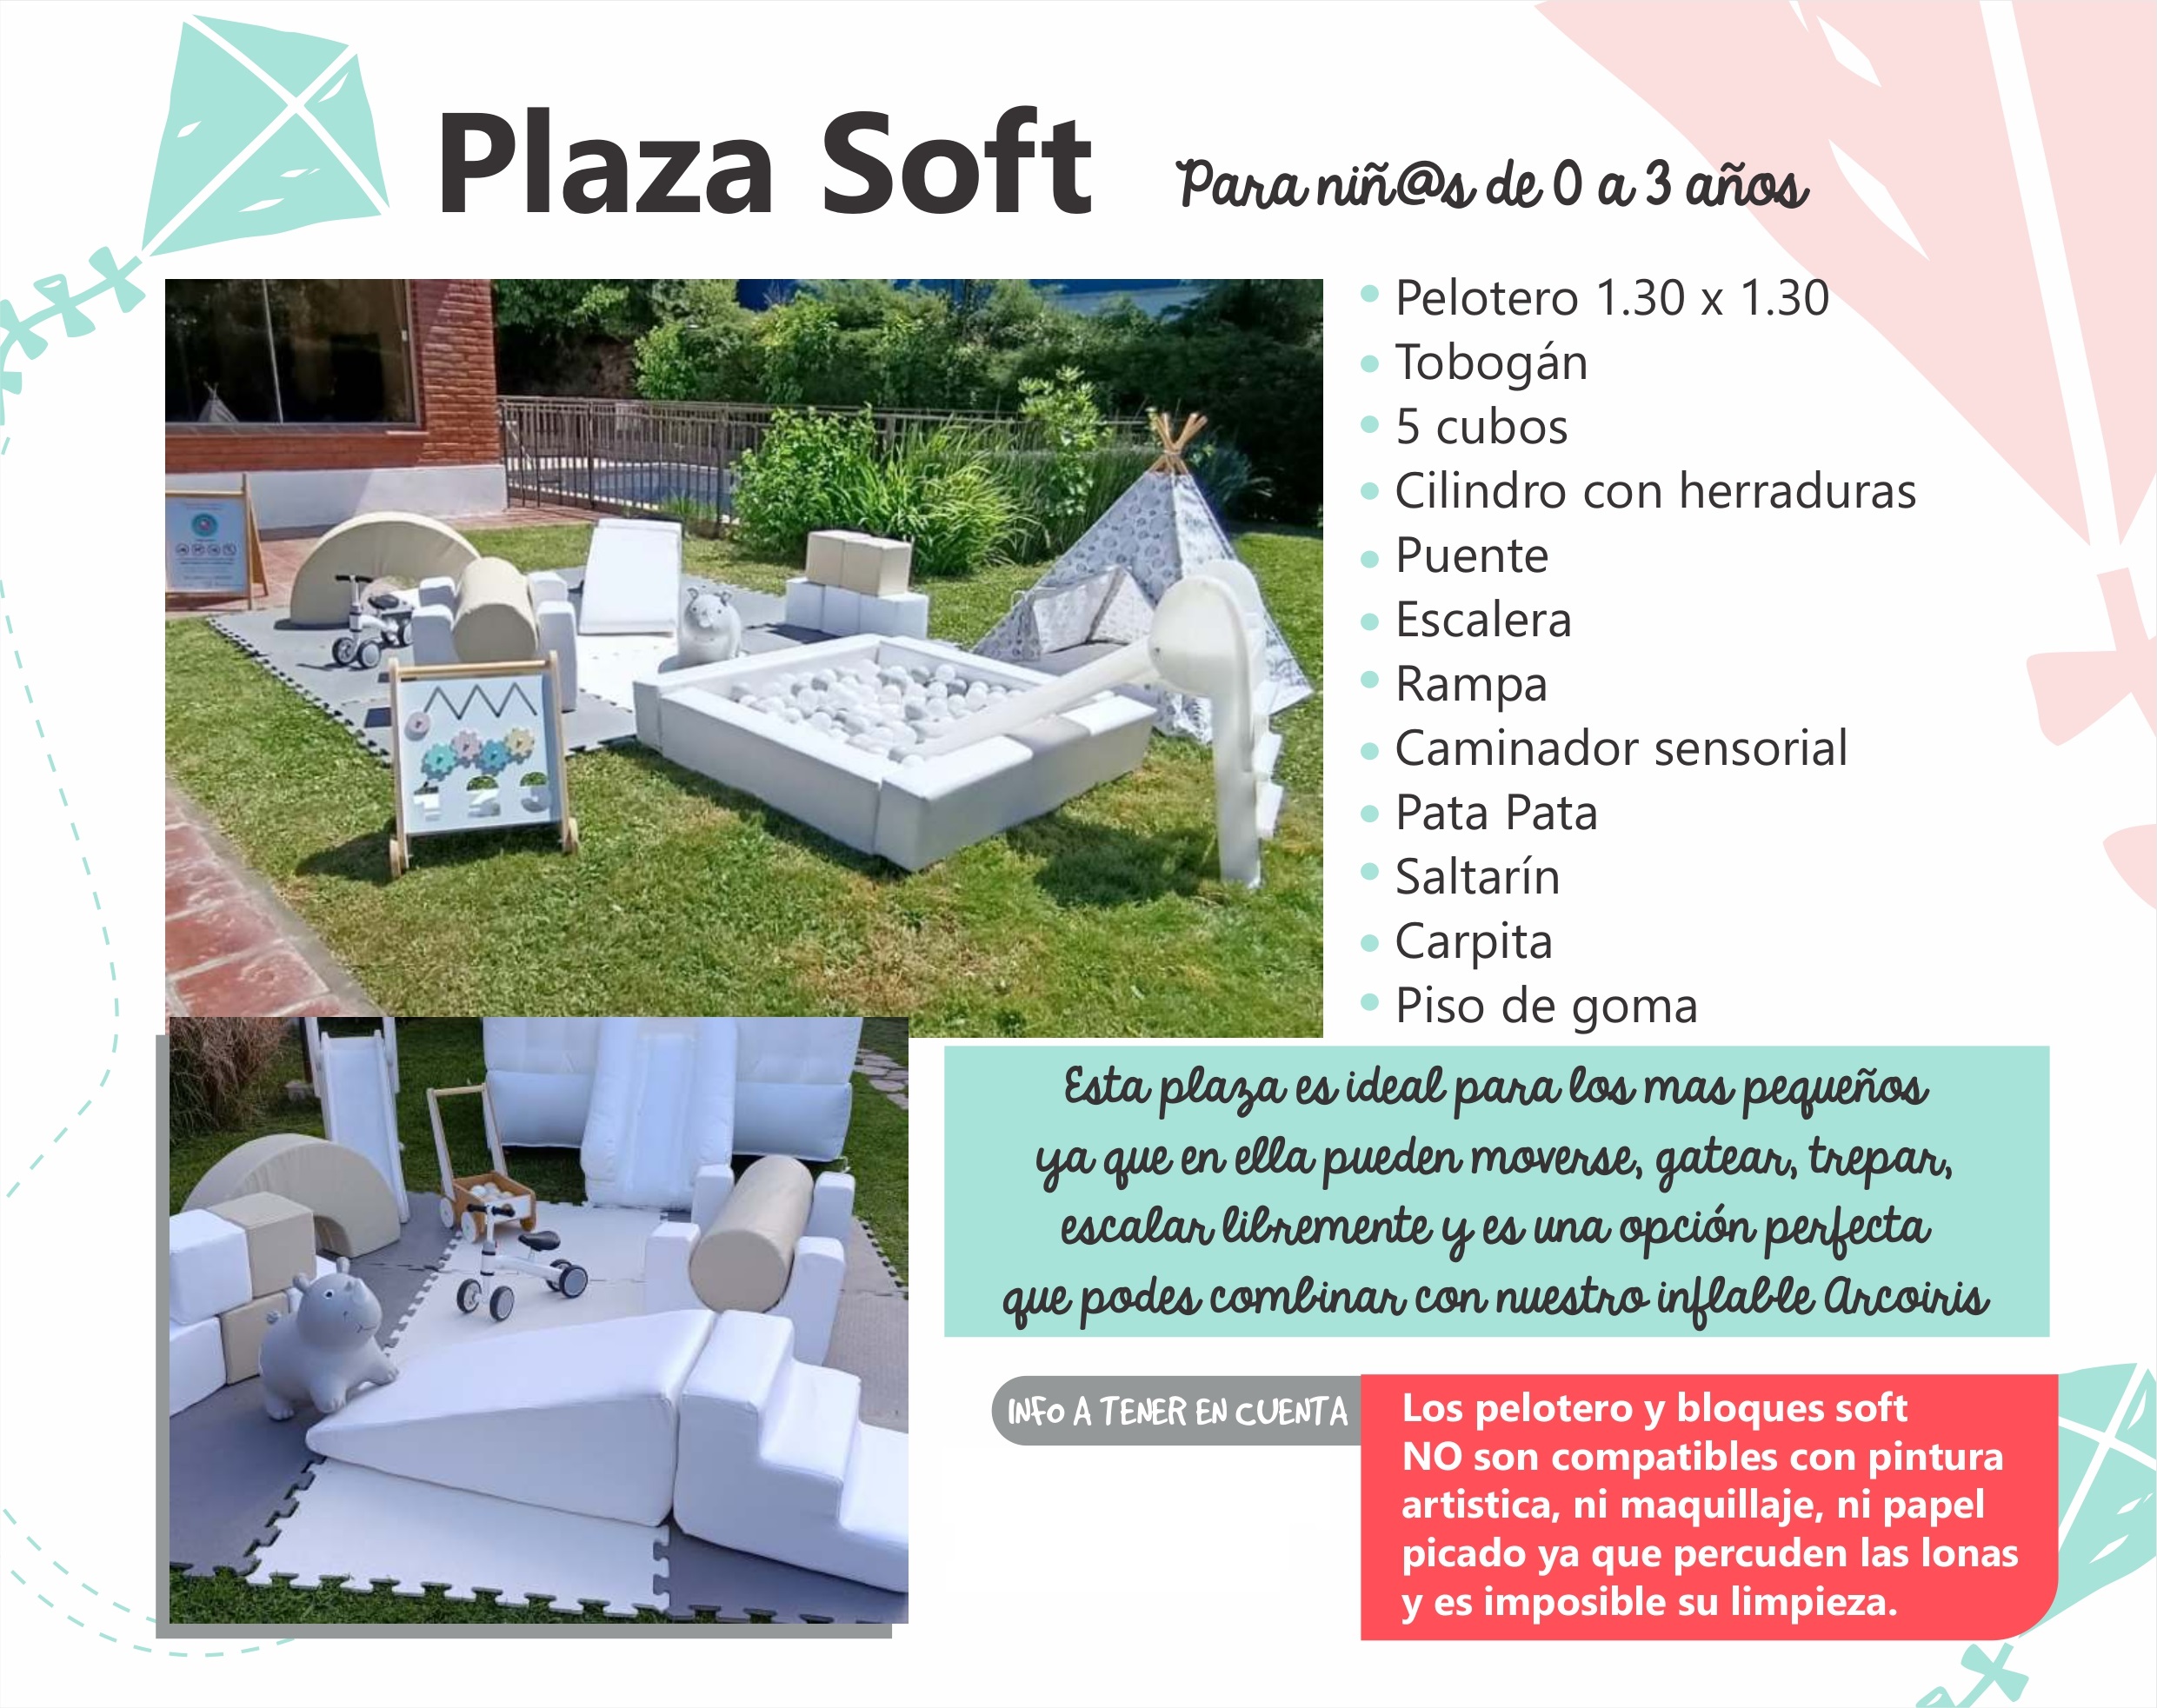 Plaza Soft
Para niñ@s de 0 a 3 años
Pelotero 1.30 x 1.30
Tobogán
5 cubos
Cilindro con herraduras
Puente
Escalera
Rampa
Caminador sensorial
Pata Pata
Saltarín
Carpita
Piso de goma
123
Esta plaza es ideal para los mas pequeños
ya que en ella pueden moverse, gatear, trepar,
escalar libremente y es una opción perfecta
que podes combinar con nuestro inflable Arcoiris
INFO A TENER EN CUENTA
Los pelotero y bloques soft
NO son compatibles con pintura
artistica, ni maquillaje, ni papel
picado ya que percuden las lonas
y es imposible su limpieza.